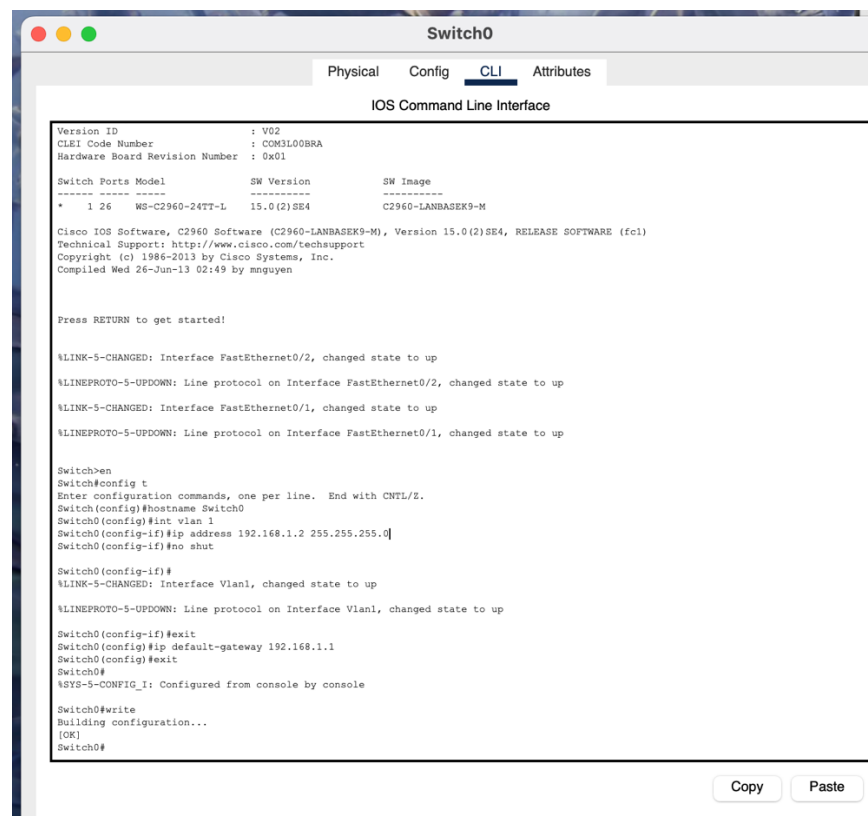 Switch0
Physical Config CLI Attributes
IOS Command Line Interface
Version ID : V02
CLEI Code Number : COM3L00BRA
Hardware Board Revision Number : 0x01
Switch Ports Model SW Version SW Image
------ ----- ----- ---------- ----------
* 1 26 WS-C2960-24TT-L 15.0(2)SE4 C2960-LANBASEK9-M
Cisco IOS Software, C2960 Software (C2960-LANBASEK9-M), Version 15.0(2)SE4, RELEASE SOFTWARE (fc1)
Technical Support: http://www.cisco.com/techsupport
Copyright (c) 1986-2013 by Cisco Systems, Inc.
Compiled Wed 26-Jun-13 02:49 by mnguyen
Press RETURN to get started!
%LINK-5-CHANGED: Interface FastEthernet0/2, changed state to up
%LINEPROTO-5-UPDOWN: Line protocol on Interface FastEthernet0/2, changed state to up
%LINK-5-CHANGED: Interface FastEthernet0/1, changed state to up
%LINEPROTO-5-UPDOWN: Line protocol on Interface FastEthernet0/1, changed state to up
Switch>en
Switch#config t
Enter configuration commands, one per line. End with CNTL/Z.
Switch(config)#hostname Switch0
Switch0(config)#int vlan 1
Switch0(config-if)#ip address 192.168.1.2 255.255.255.0
Switch0(config-if)#no shut
Switch0(config-if)#
%LINK-5-CHANGED: Interface Vlan1, changed state to up
%LINEPROTO-5-UPDOWN: Line protocol on Interface Vlan1, changed state to up
Switch0(config-if)#exit
Switch0(config)#ip default-gateway 192.168.1.1
Switch0(config)#exit
Switch0#
%SYS-5-CONFIG_I: Configured from console by console
Switch0#write
Building configuration...
[OK]
Switch0#
Copy Paste